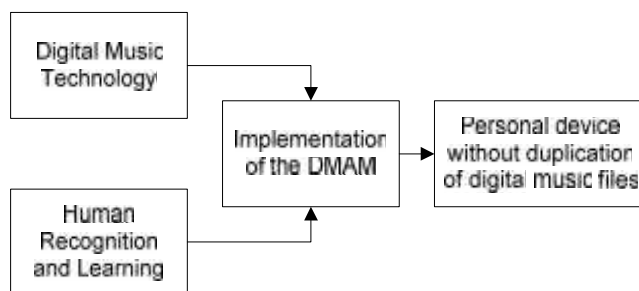 Digital Music
Technology
Human
Recognition
and Learning
Implementation
of the DMAM
Personal device
without duplication
of digital music files